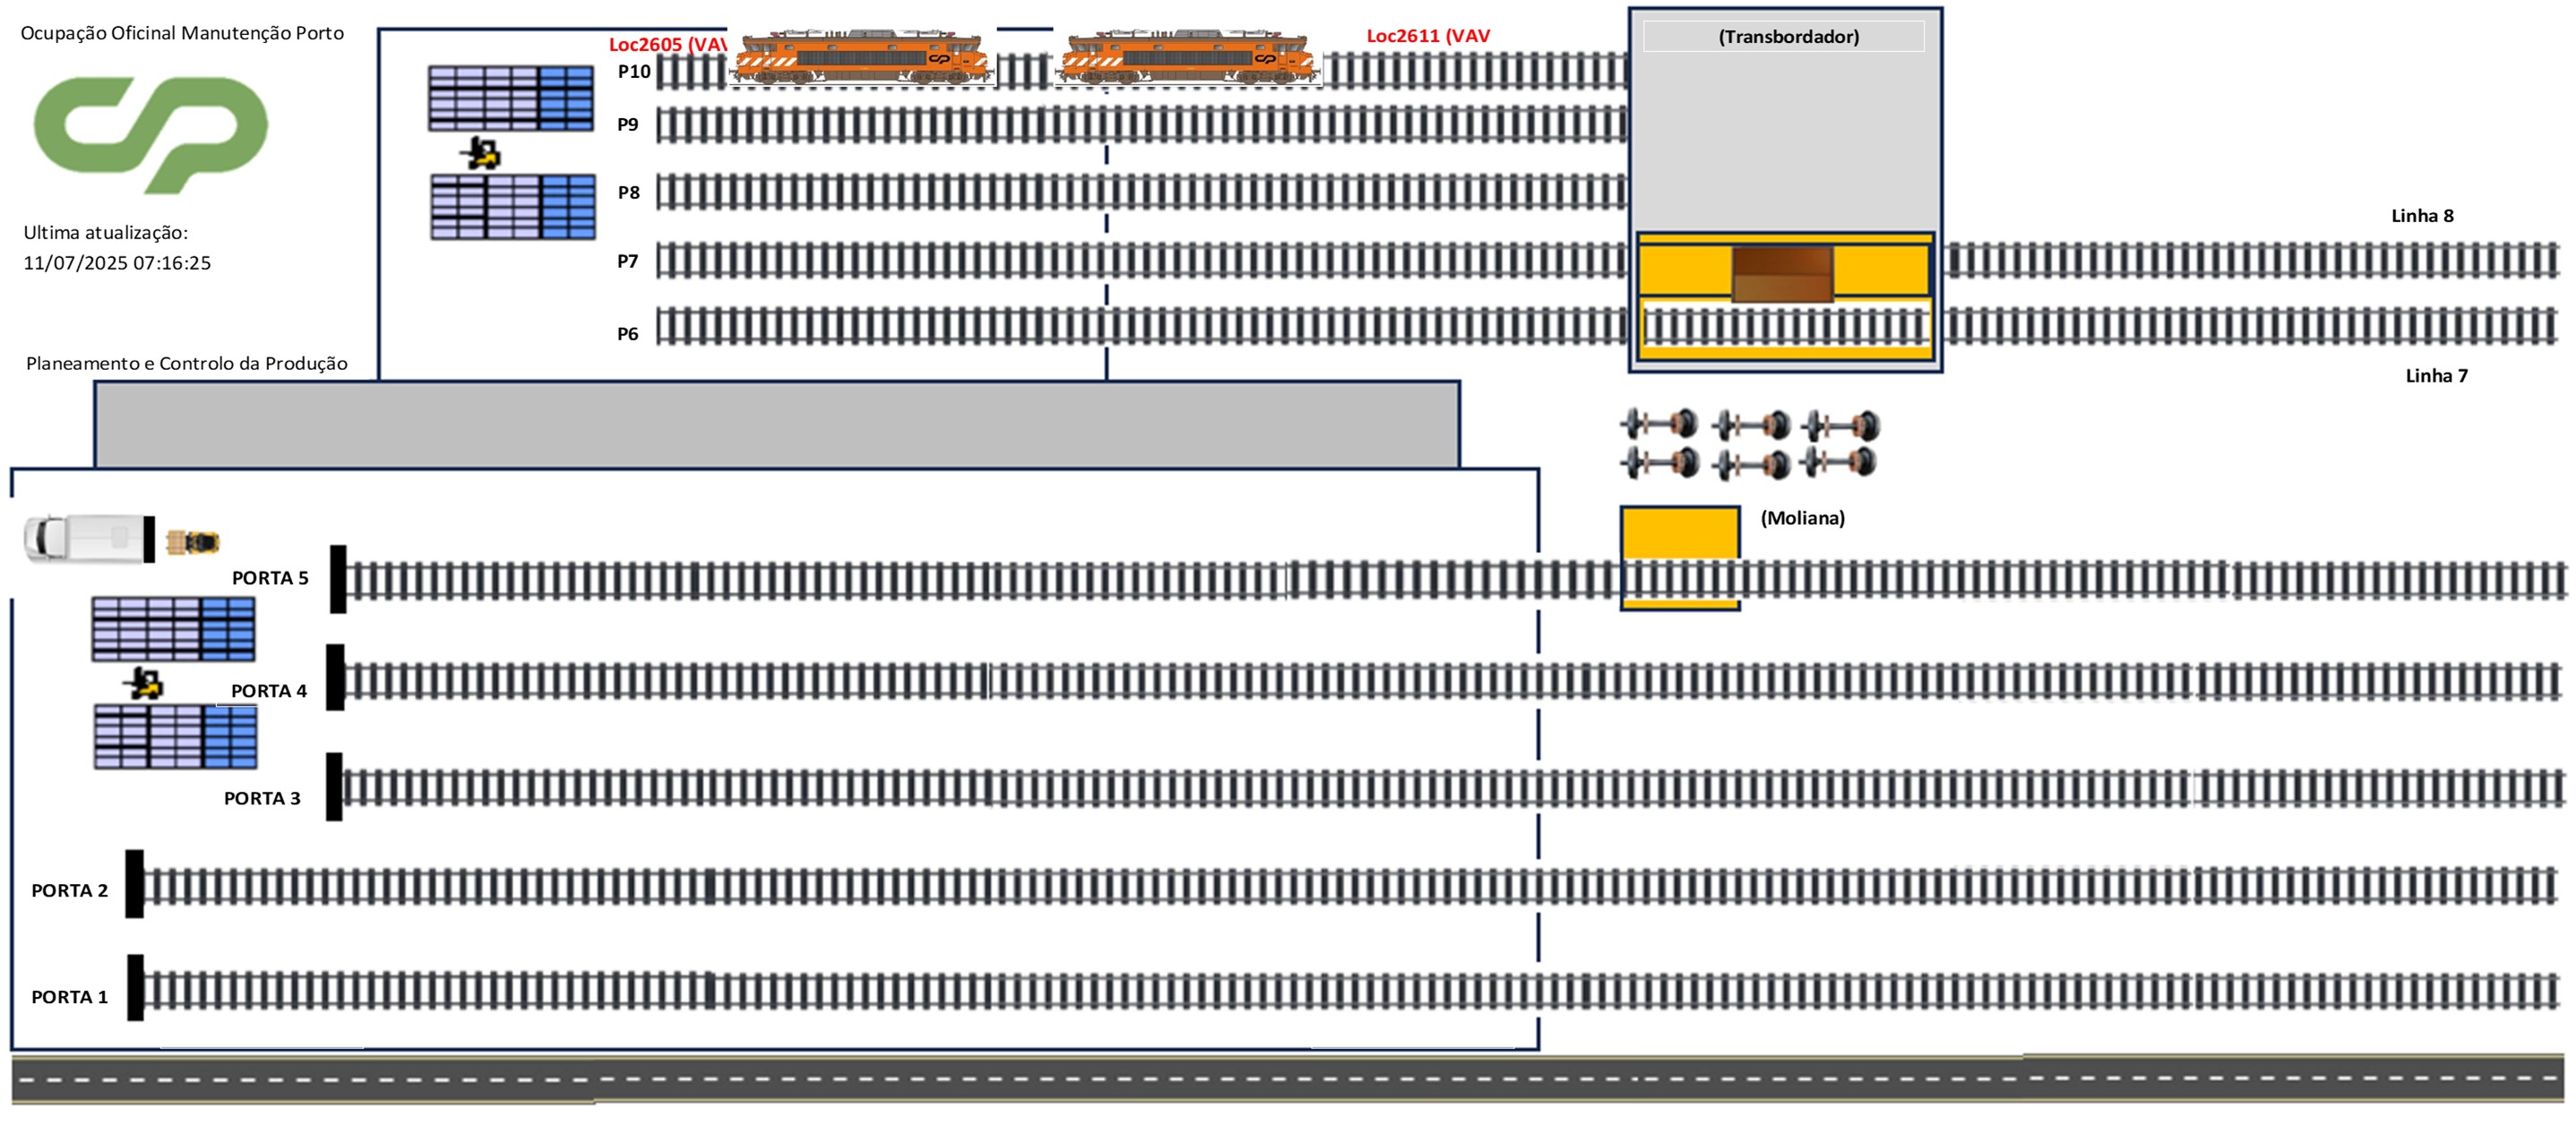 Ocupação Oficinal Manutenção Porto
Ultima atualização:
11/07/2025 07:16:25
Planeamento e Controlo da Produção
Loc2605 (VAV
Loc2611 (VAV
P10
P9
P8
P7
P6
(Transbordador)
Linha 8
Linha 7
(Moliana)
PORTA 5
PORTA 4
PORTA 3
PORTA 2
PORTA 1